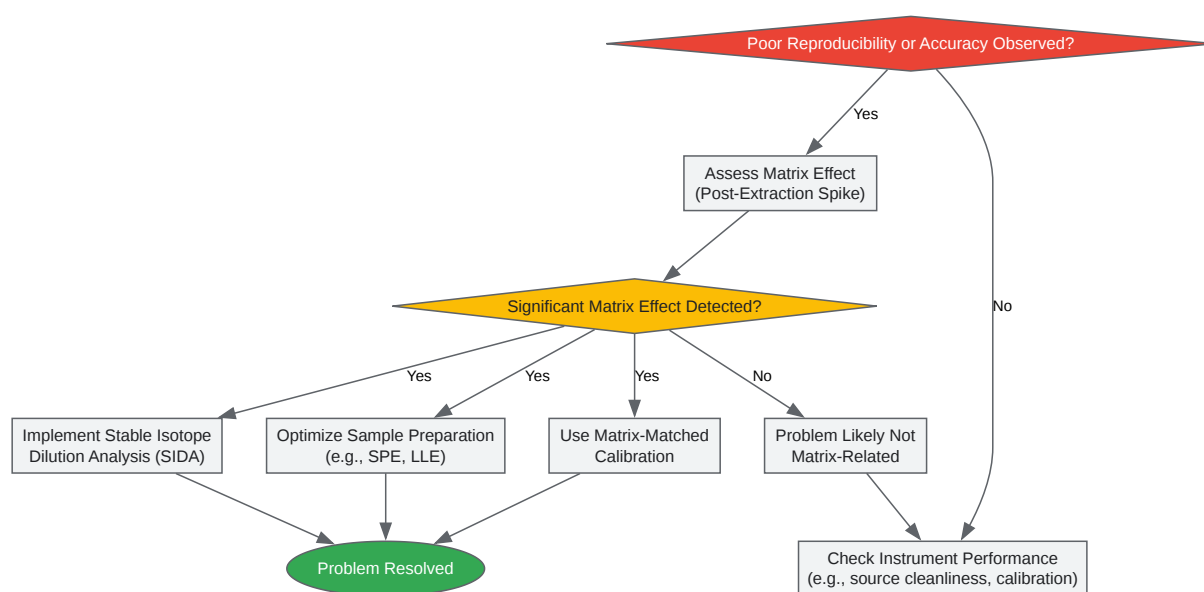 Poor Reproducibility or Accuracy Observed?
Yes
Assess Matrix Effect
(Post-Extraction Spike)
No
Significant Matrix Effect Detected?
Yes
Yes
Yes
No
Implement Stable Isotope
Dilution Analysis (SIDA)
Optimize Sample Preparation
(e.g., SPE, LLE)
Use Matrix-Matched
Calibration
Problem Likely Not
Matrix-Related
Problem Resolved
Check Instrument Performance
(e.g., source cleanliness, calibration)